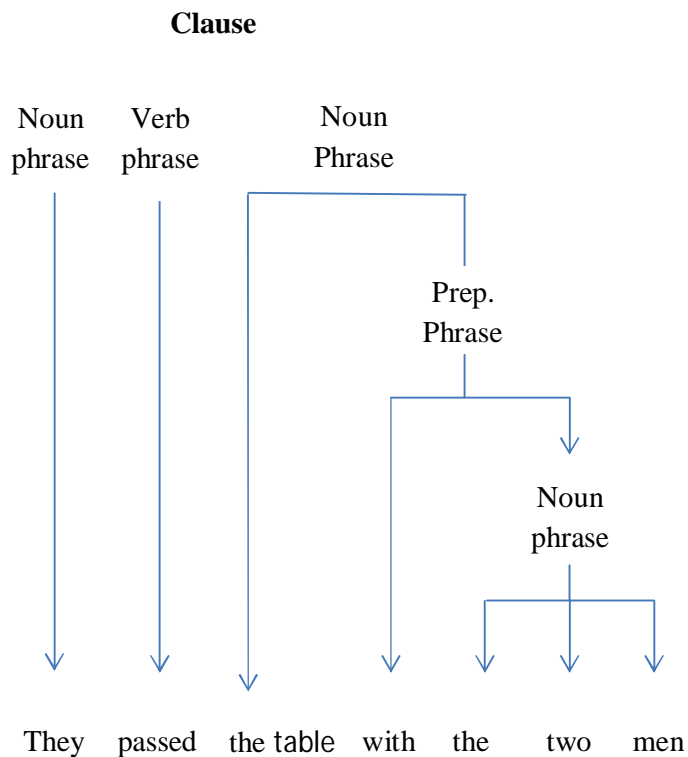 Clause
Noun phrase
Verb phrase
Noun Phrase
Prep. Phrase
Noun phrase
They passed the table with the two men